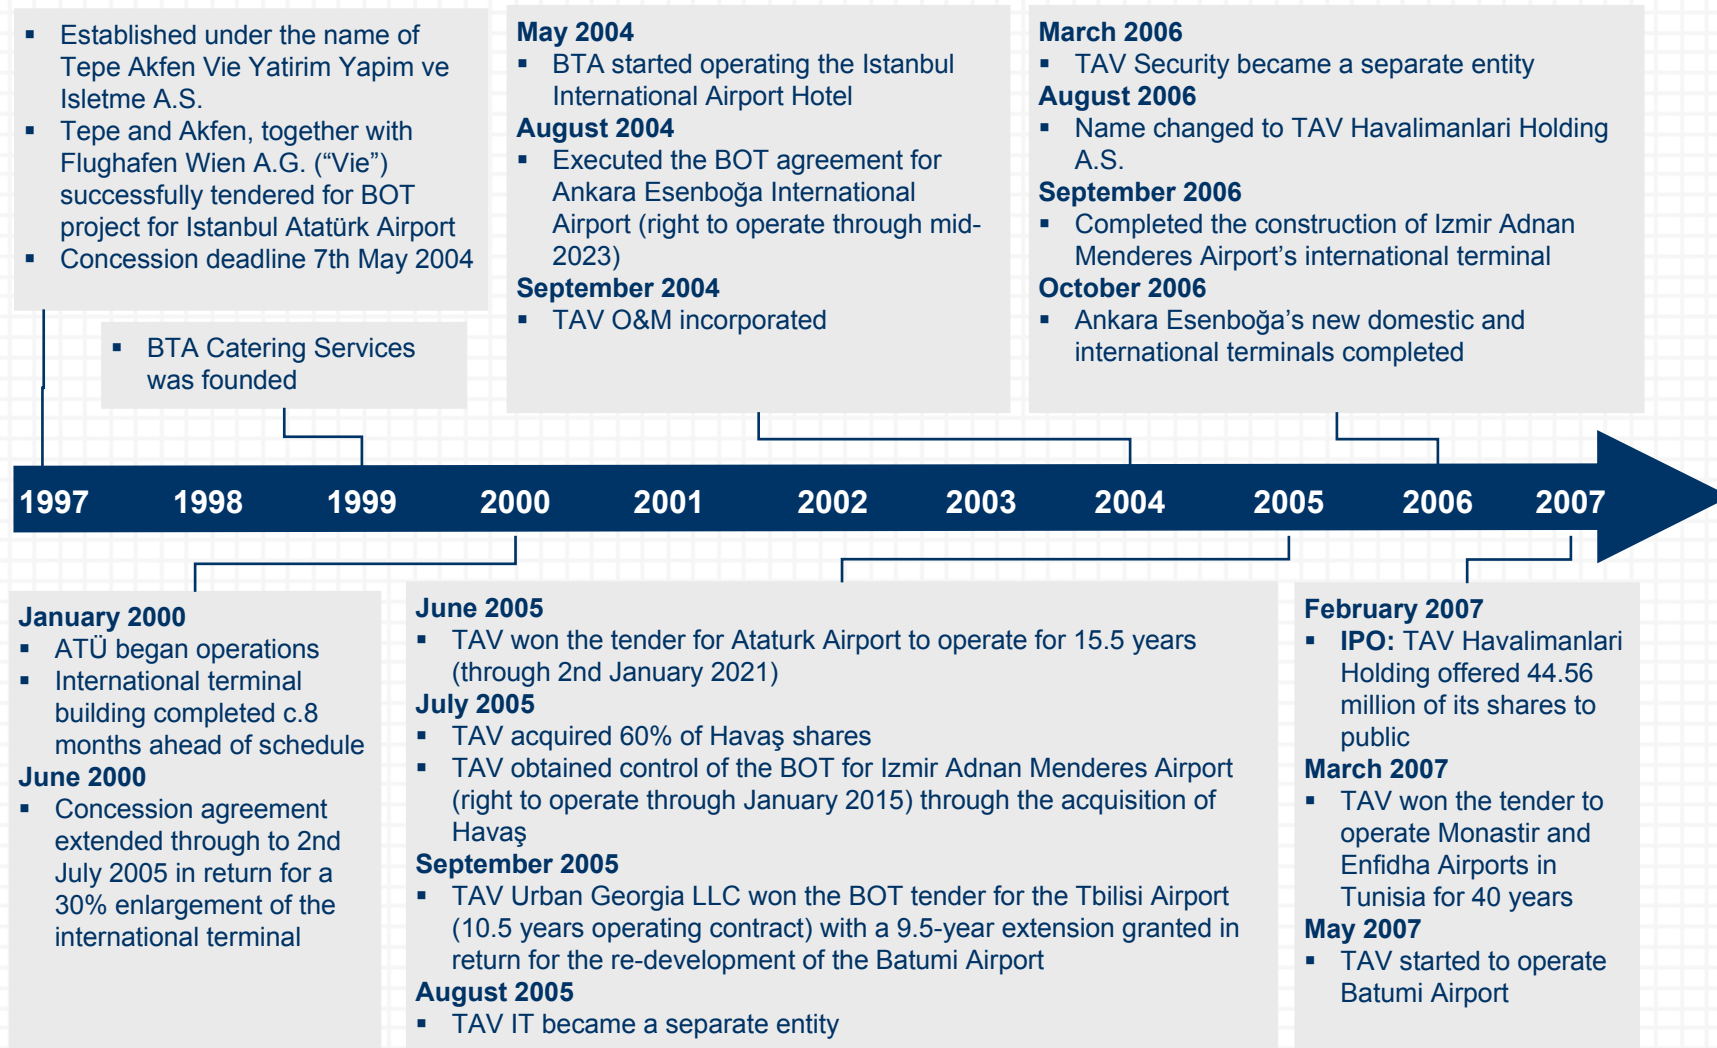 ▪ Established under the name of
Tepe Akfen Vie Yatirim Yapim ve
Isletme A.S.
▪ Tepe and Akfen, together with
Flughafen Wien A.G. (“Vie”)
successfully tendered for BOT
project for Istanbul Atatürk Airport
▪ Concession deadline 7th May 2004
▪ BTA Catering Services
was founded
May 2004
▪ BTA started operating the Istanbul
International Airport Hotel
August 2004
▪ Executed the BOT agreement for
Ankara Esenboğa International
Airport (right to operate through mid-
2023)
September 2004
▪ TAV O&M incorporated
March 2006
▪ TAV Security became a separate entity
August 2006
▪ Name changed to TAV Havalimanlari Holding
A.S.
September 2006
▪ Completed the construction of Izmir Adnan
Menderes Airport’s international terminal
October 2006
▪ Ankara Esenboğa’s new domestic and
international terminals completed
1997 1998 1999 2000 2001 2002 2003 2004 2005 2006 2007
January 2000
▪ ATÜ began operations
▪ International terminal
building completed c.8
months ahead of schedule
June 2000
▪ Concession agreement
extended through to 2nd
July 2005 in return for a
30% enlargement of the
international terminal
June 2005
▪ TAV won the tender for Ataturk Airport to operate for 15.5 years
(through 2nd January 2021)
July 2005
▪ TAV acquired 60% of Havaş shares
▪ TAV obtained control of the BOT for Izmir Adnan Menderes Airport
(right to operate through January 2015) through the acquisition of
Havaş
September 2005
▪ TAV Urban Georgia LLC won the BOT tender for the Tbilisi Airport
(10.5 years operating contract) with a 9.5-year extension granted in
return for the re-development of the Batumi Airport
August 2005
▪ TAV IT became a separate entity
February 2007
▪ IPO: TAV Havalimanlari
Holding offered 44.56
million of its shares to
public
March 2007
▪ TAV won the tender to
operate Monastir and
Enfidha Airports in
Tunisia for 40 years
May 2007
▪ TAV started to operate
Batumi Airport